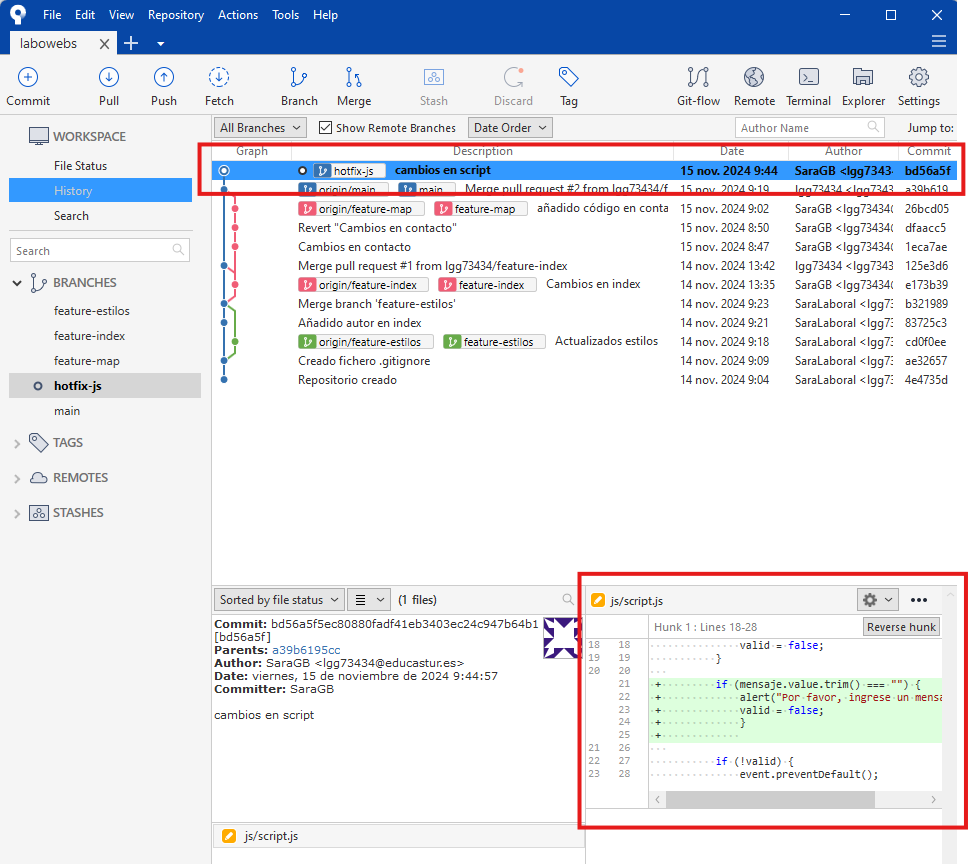 File Edit View Repository Actions Tools Help
labowebs
Commit Pull Push Fetch Branch Merge Stash Discard Tag Git-flow Remote Terminal Explorer Settings
WORKSPACE
File Status
History
Search
Search
BRANCHES
feature-estilos
feature-index
feature-map
hotfix-js
main
TAGS
REMOTES
STASHES
All Branches Show Remote Branches Date Order Author Name Jump to:
Graph Description Date Author Commit
hotfix-js cambios en script 15 nov. 2024 9:44 SaraGB <lgg7343 bd56a5f
origin/main main Merge pull request #2 from lgg73434/f 15 nov. 2024 9:19 lgg73434 <lgg73 a39b619
origin/feature-map feature-map añadido código en conta 15 nov. 2024 9:02 SaraGB <lgg73434 26bcd05
Revert "Cambios en contacto" 15 nov. 2024 8:50 SaraGB <lgg73434 dfaacc5
Cambios en contacto 15 nov. 2024 8:47 SaraGB <lgg73434 1eca7ae
Merge pull request #1 from lgg73434/feature-index 14 nov. 2024 13:42 lgg73434 <lgg73 125e3d6
origin/feature-index feature-index Cambios en index 14 nov. 2024 13:35 SaraGB <lgg73434 e173b39
Merge branch 'feature-estilos' 14 nov. 2024 9:23 SaraLaboral <lgg7 b321989
Añadido autor en index 14 nov. 2024 9:21 SaraLaboral <lgg7 83725c3
origin/feature-estilos feature-estilos Actualizados estilos 14 nov. 2024 9:18 SaraLaboral <lgg7 cd0f0ee
Creado fichero .gitignore 14 nov. 2024 9:09 SaraLaboral <lgg7 ae32657
Repositorio creado 14 nov. 2024 9:04 SaraLaboral <lgg7 4e4735d
Sorted by file status (1 files)
Commit: bd56a5f5ec80880fadf41eb3403ec24c947b64b1
[bd56a5f]
Parents: a39b6195cc
Author: SaraGB <lgg73434@educastur.es>
Date: viernes, 15 de noviembre de 2024 9:44:57
Committer: SaraGB
cambios en script
js/script.js
js/script.js
Hunk 1 : Lines 18-28 Reverse hunk
18 18 valid = false;
19 19 }
20 20
21 + if (mensaje.value.trim() === "") {
22 + alert("Por favor, ingrese un mensa
23 + valid = false;
24 + }
25 +
21 26
22 27 if (!valid) {
23 28 event.preventDefault();